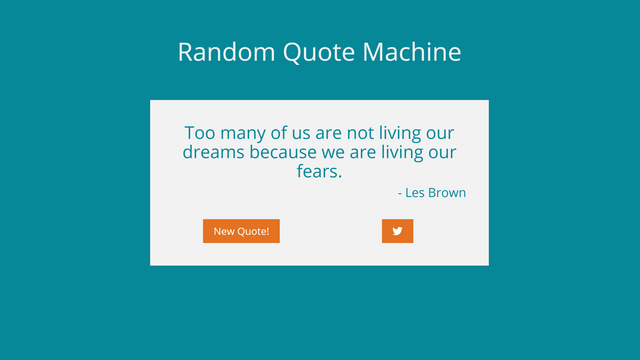 Random Quote Machine
Too many of us are not living our
dreams because we are living our
fears.
- Les Brown
New Quote!